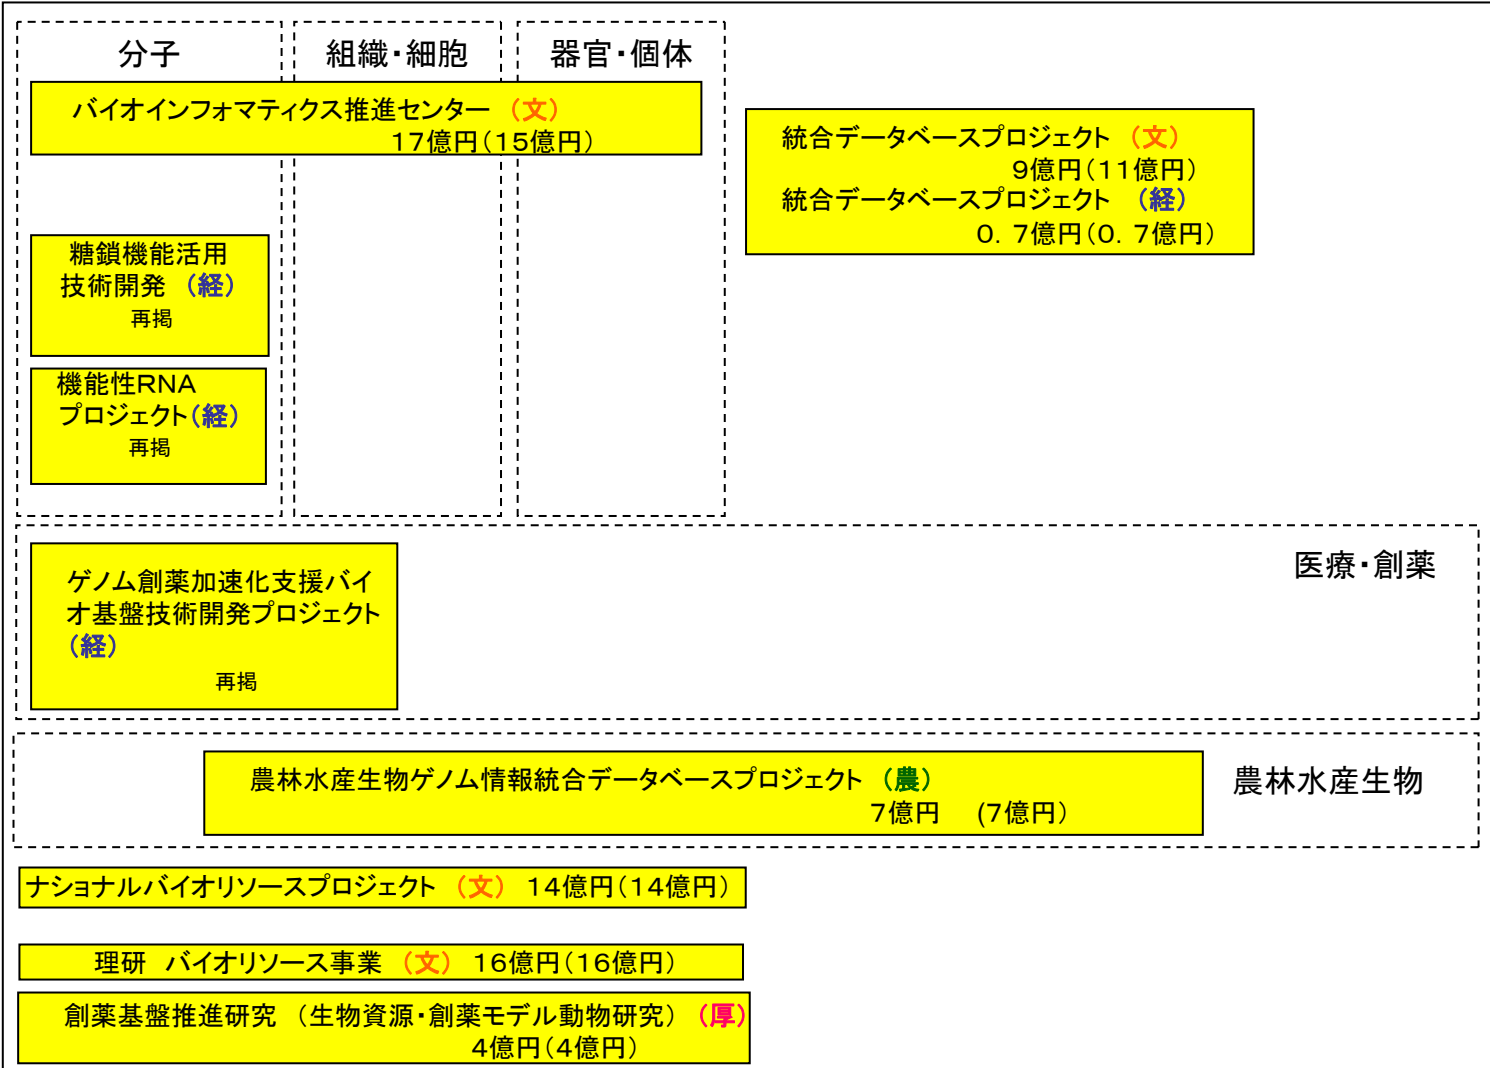 分子
組織・細胞
器官・個体
バイオインフォマティクス推進センター （文）
17億円（15億円）
統合データベースプロジェクト （文）
9億円（11億円）
統合データベースプロジェクト （経）
0．7億円（0．7億円）
糖鎖機能活用
技術開発 （経）
再掲
機能性RNA
プロジェクト（経）
再掲
医療・創薬
ゲノム創薬加速化支援バイ
オ基盤技術開発プロジェクト
（経）
再掲
農林水産生物ゲノム情報統合データベースプロジェクト （農）
7億円 （7億円）
農林水産生物
ナショナルバイオリソースプロジェクト （文） 14億円（14億円）
理研 バイオリソース事業 （文） 16億円（16億円）
創薬基盤推進研究 （生物資源・創薬モデル動物研究） （厚）
4億円（4億円）